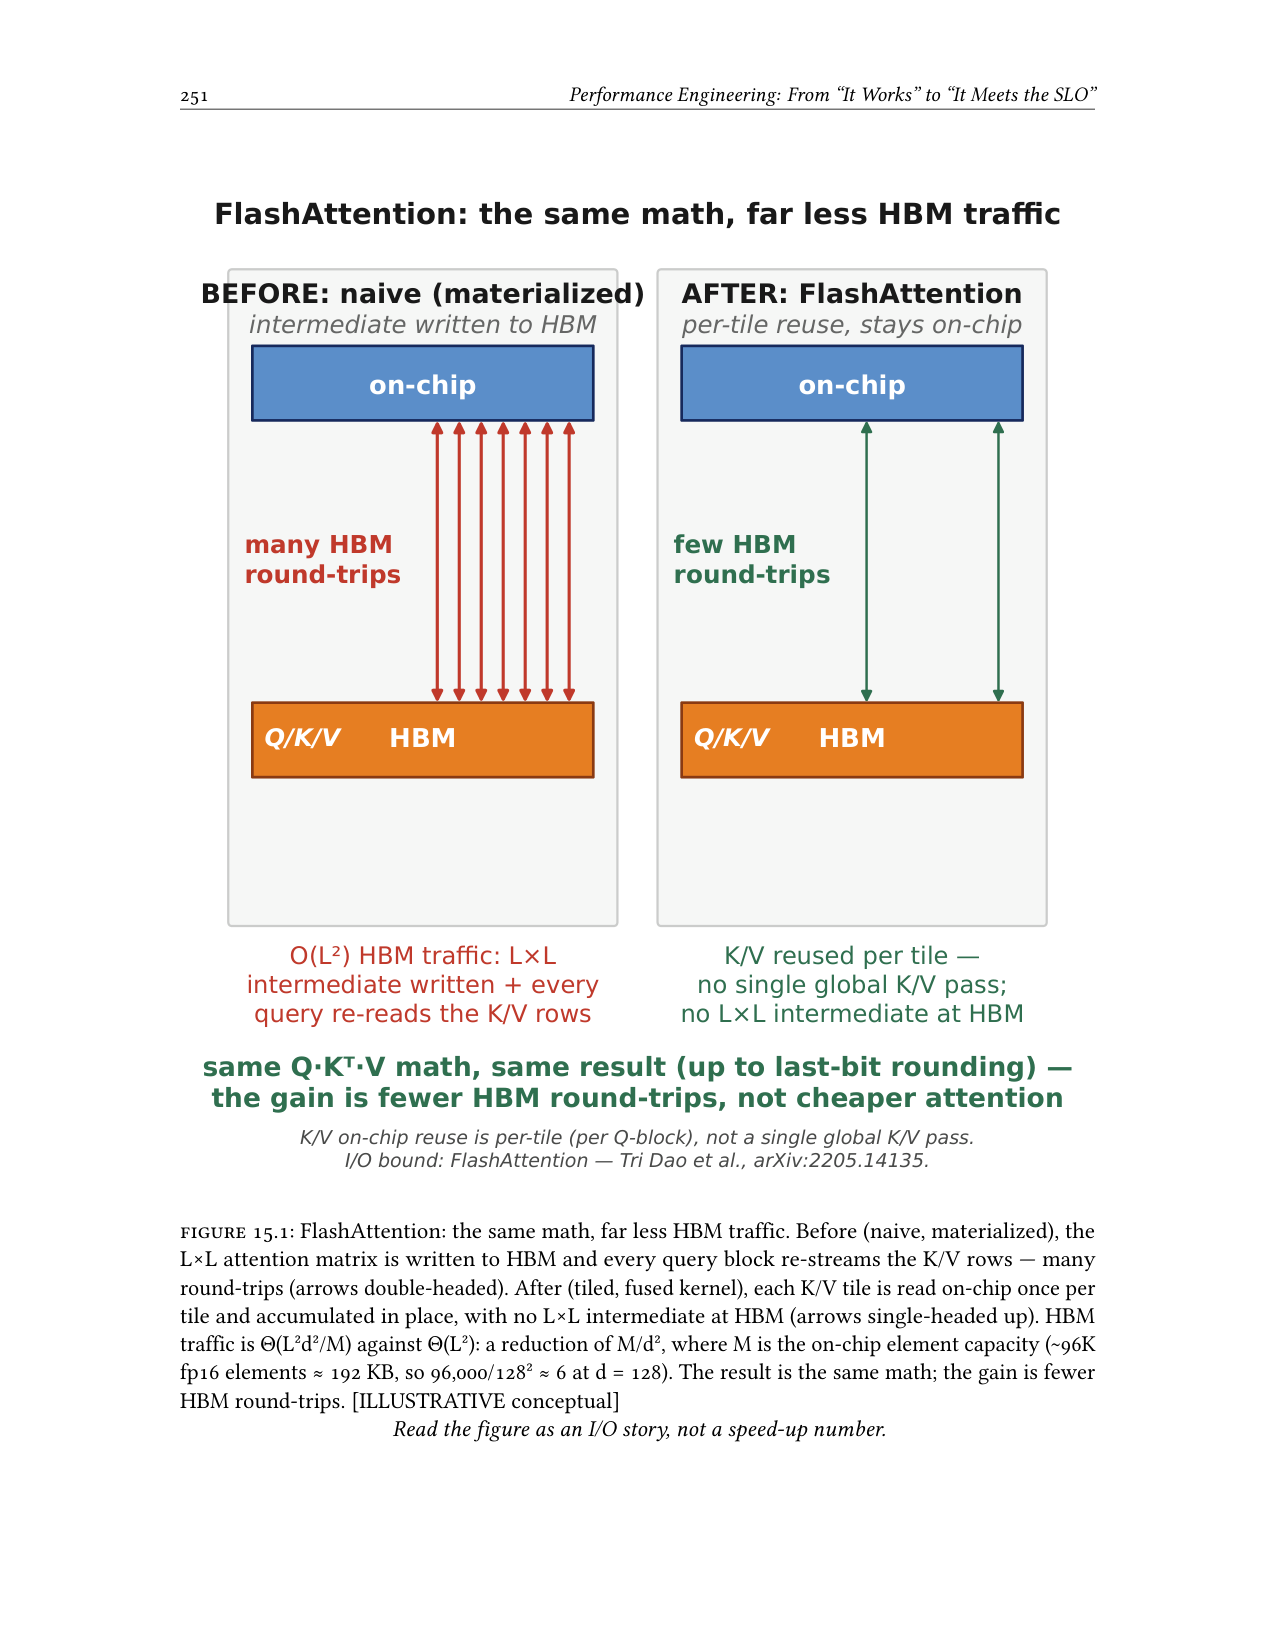 251 Performance Engineering: From “It Works” to “It Meets the SLO”
FlashAttention: the same math, far less HBM traffic
BEFORE: naive (materialized)
intermediate written to HBM
on-chip
many HBM
round-trips
Q/K/V HBM
O(L²) HBM traffic: L×L
intermediate written + every
query re-reads the K/V rows
AFTER: FlashAttention
per-tile reuse, stays on-chip
on-chip
few HBM
round-trips
Q/K/V HBM
K/V reused per tile —
no single global K/V pass;
no L×L intermediate at HBM
same Q·Kᵀ·V math, same result (up to last-bit rounding) —
the gain is fewer HBM round-trips, not cheaper attention
K/V on-chip reuse is per-tile (per Q-block), not a single global K/V pass.
I/O bound: FlashAttention — Tri Dao et al., arXiv:2205.14135.
FIGURE 15.1: FlashAttention: the same math, far less HBM traffic. Before (naive, materialized), the
L×L attention matrix is written to HBM and every query block re-streams the K/V rows — many
round-trips (arrows double-headed). After (tiled, fused kernel), each K/V tile is read on-chip once per
tile and accumulated in place, with no L×L intermediate at HBM (arrows single-headed up). HBM
traffic is Θ(L²d²/M) against Θ(L²): a reduction of M/d², where M is the on-chip element capacity (~96K
fp16 elements ≈ 192 KB, so 96,000/128² ≈ 6 at d = 128). The result is the same math; the gain is fewer
HBM round-trips. [ILLUSTRATIVE conceptual]
Read the figure as an I/O story, not a speed-up number.